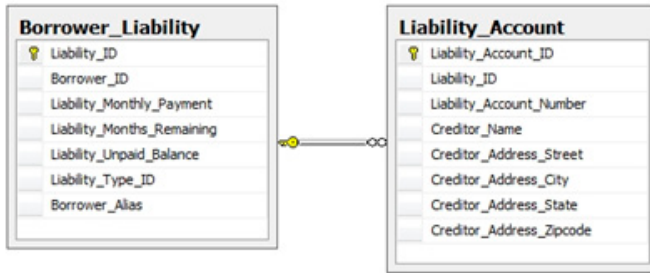 Borrower_Liability
Liability_ID
Borrower_ID
Liability_Monthly_Payment
Liability_Months_Remaining
Liability_Unpaid_Balance
Liability_Type_ID
Borrower_Alias
Liability_Account
Liability_Account_ID
Liability_ID
Liability_Account_Number
Creditor_Name
Creditor_Address_Street
Creditor_Address_City
Creditor_Address_State
Creditor_Address_Zipcode